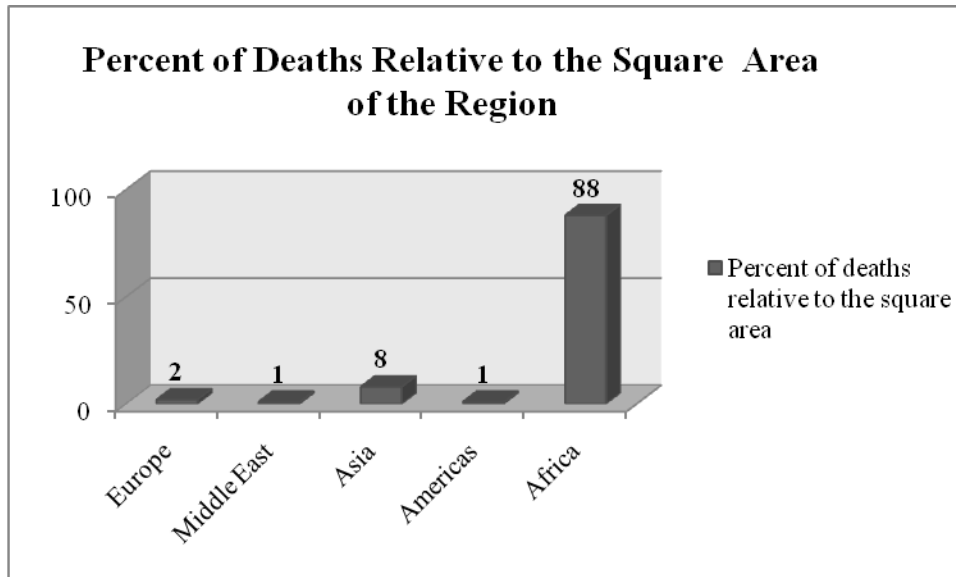 Percent of Deaths Relative to the Square Area
of the Region
100
50
0
2
1
8
1
88
Europe
Middle East
Asia
Americas
Africa
Percent of deaths
relative to the square
area